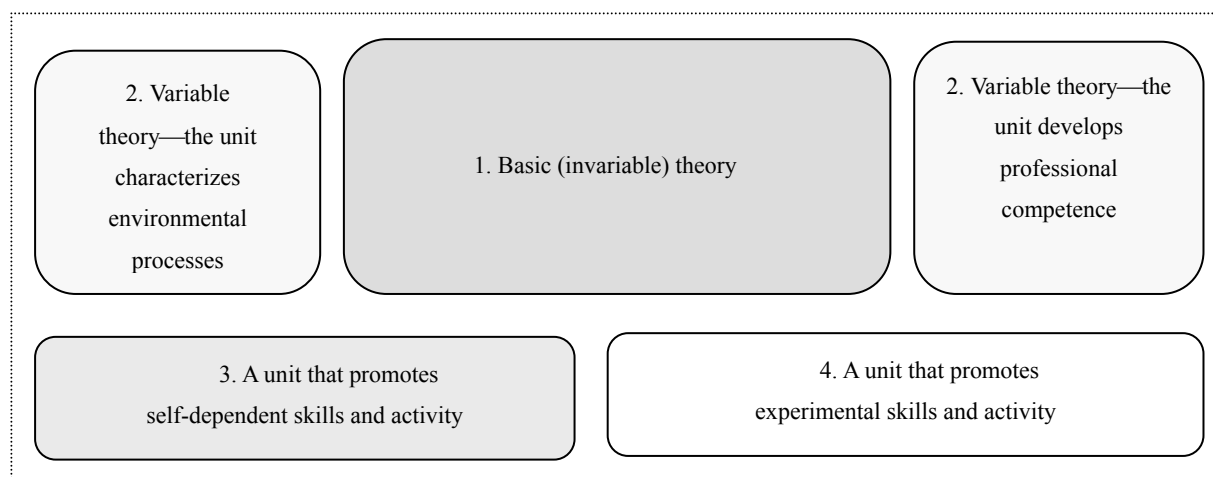 2. Variable
theory—the unit
characterizes
environmental
processes
1. Basic (invariable) theory
2. Variable theory—the
unit develops
professional
competence
3. A unit that promotes
self-dependent skills and activity
4. A unit that promotes
experimental skills and activity